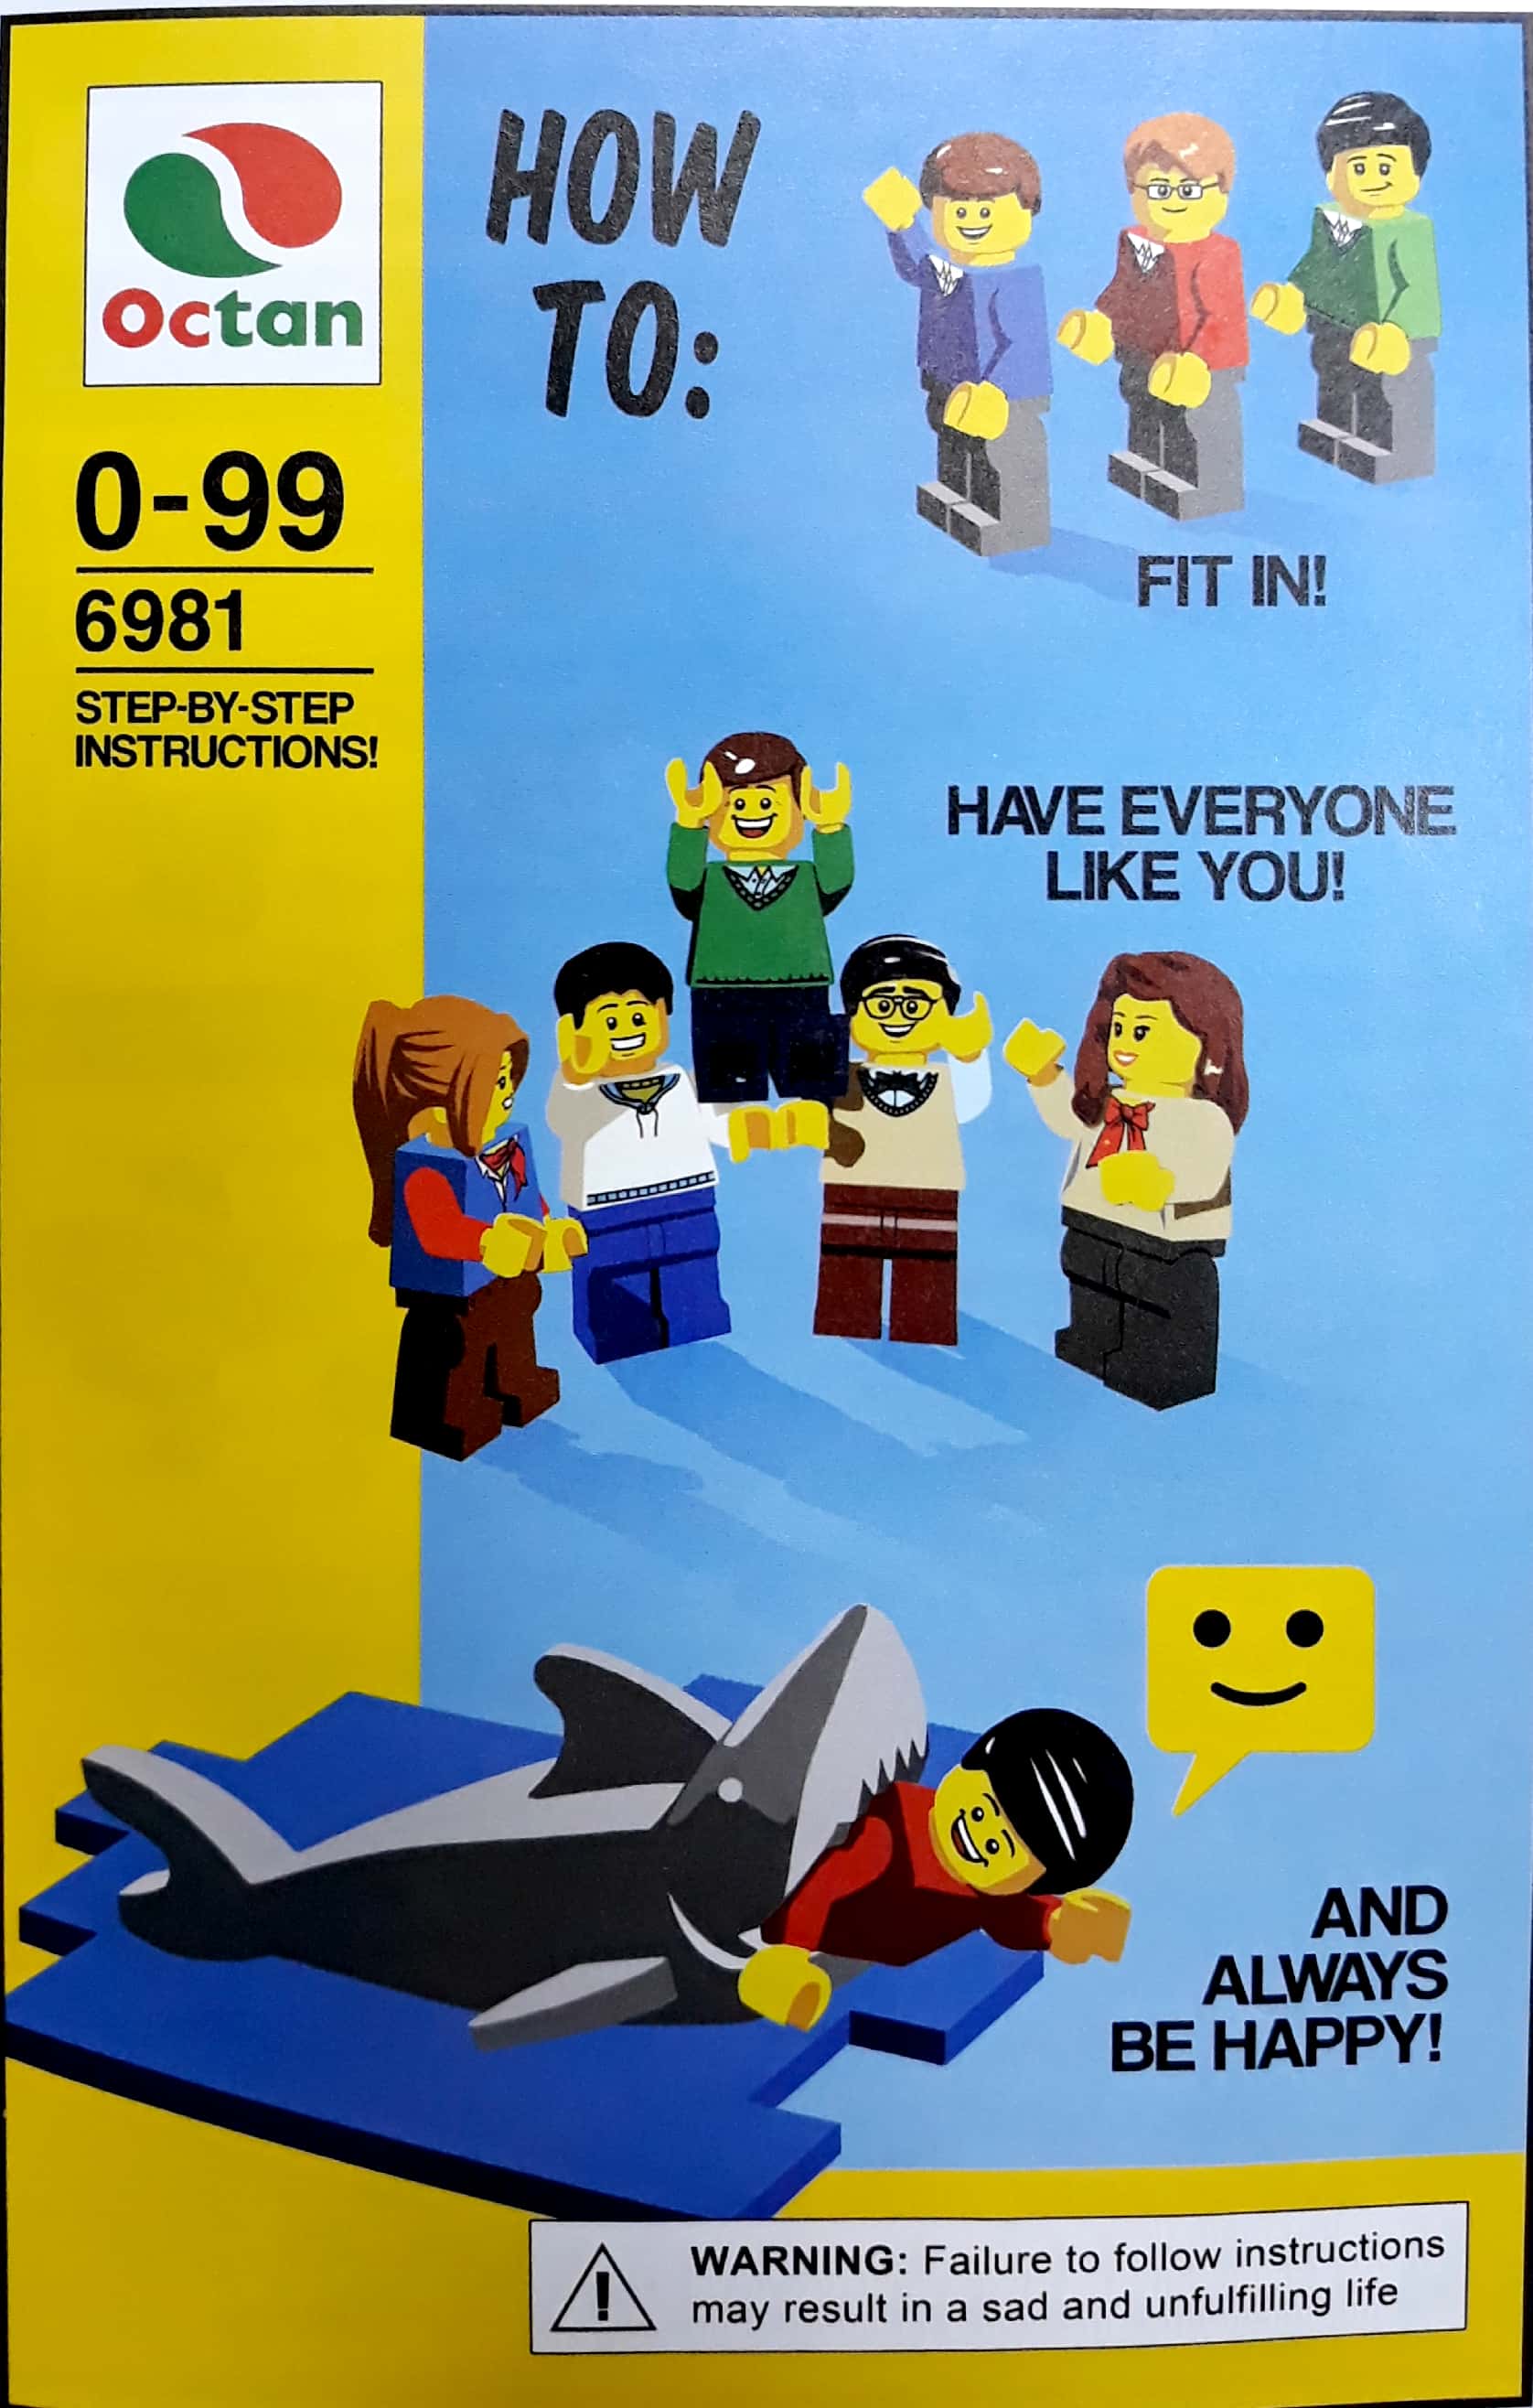 Octan
0-99
6981
STEP-BY-STEP
INSTRUCTIONS!
HOW
TO:
FIT IN!
HAVE EVERYONE
LIKE YOU!
AND
ALWAYS
BE HAPPY!
WARNING: Failure to follow instructions
may result in a sad and unfulfilling life